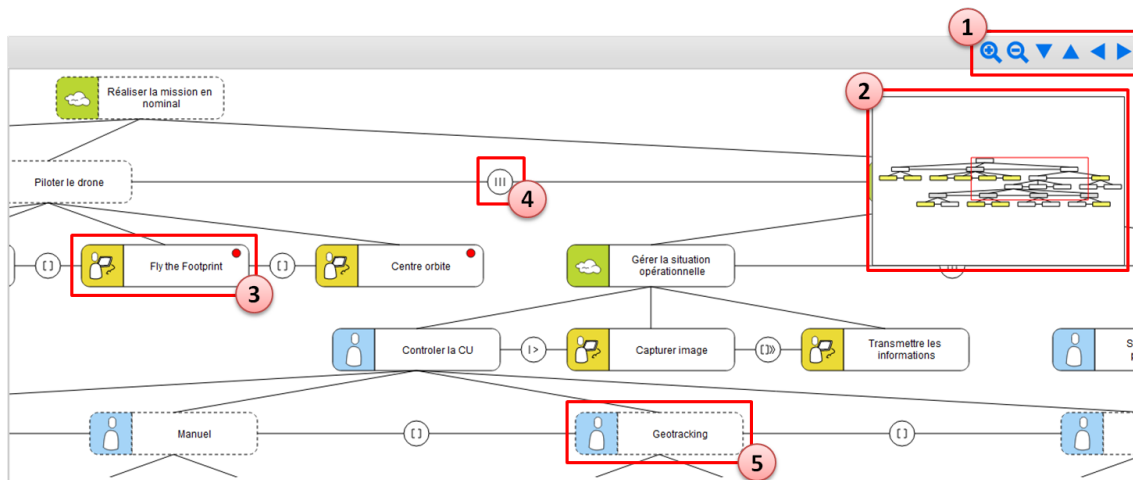 1
2
Réaliser la mission en
nominal
Piloter le drone
|||
4
[ ]
Fly the Footprint
[ ]
Centre orbite
Gérer la situation
opérationnelle
3
Controler la CU
|>
Capturer image
[]»
Transmettre les
informations
Manuel
[ ]
Geotracking
[ ]
5